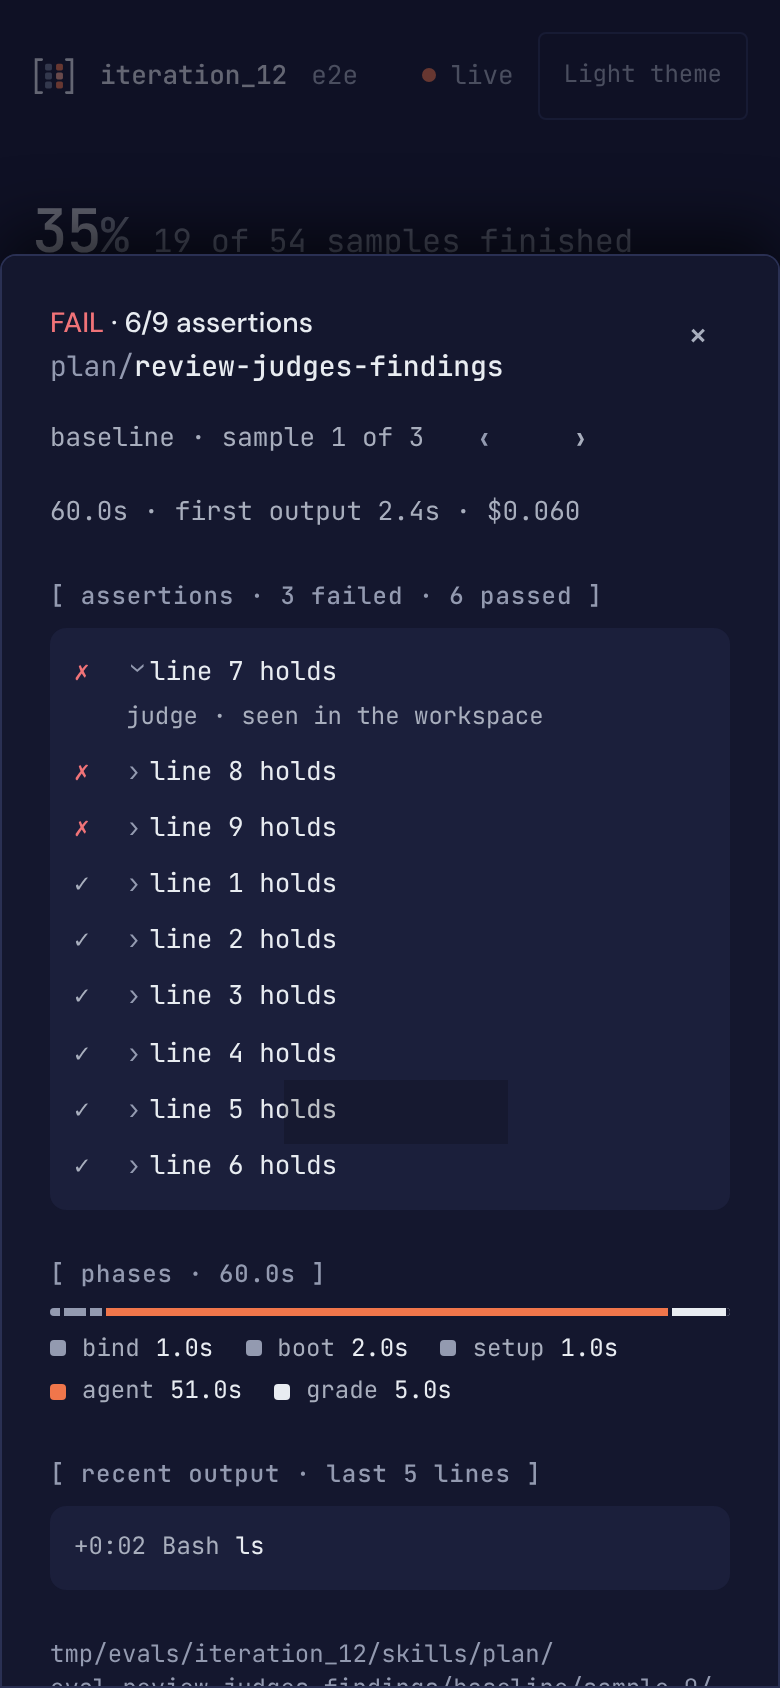 iteration_12 e2e live Light theme
35% 19 of 54 samples finished
FAIL · 6/9 assertions ×
plan/review-judges-findings
baseline · sample 1 of 3 ‹ ›
60.0s · first output 2.4s · $0.060
[ assertions · 3 failed · 6 passed ]
✗ line 7 holds
judge · seen in the workspace
✗ › line 8 holds
✗ › line 9 holds
✓ › line 1 holds
✓ › line 2 holds
✓ › line 3 holds
✓ › line 4 holds
✓ › line 5 holds
✓ › line 6 holds
[ phases · 60.0s ]
bind 1.0s boot 2.0s setup 1.0s
agent 51.0s grade 5.0s
[ recent output · last 5 lines ]
+0:02 Bash ls
tmp/evals/iteration_12/skills/plan/